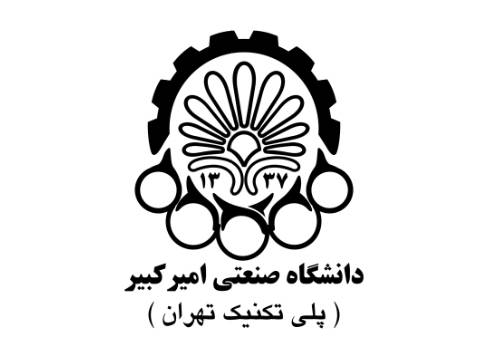 ۱۳ ۳۷
دانشگاه صنعتی امیرکبیر
( پلی تکنیک تهران )